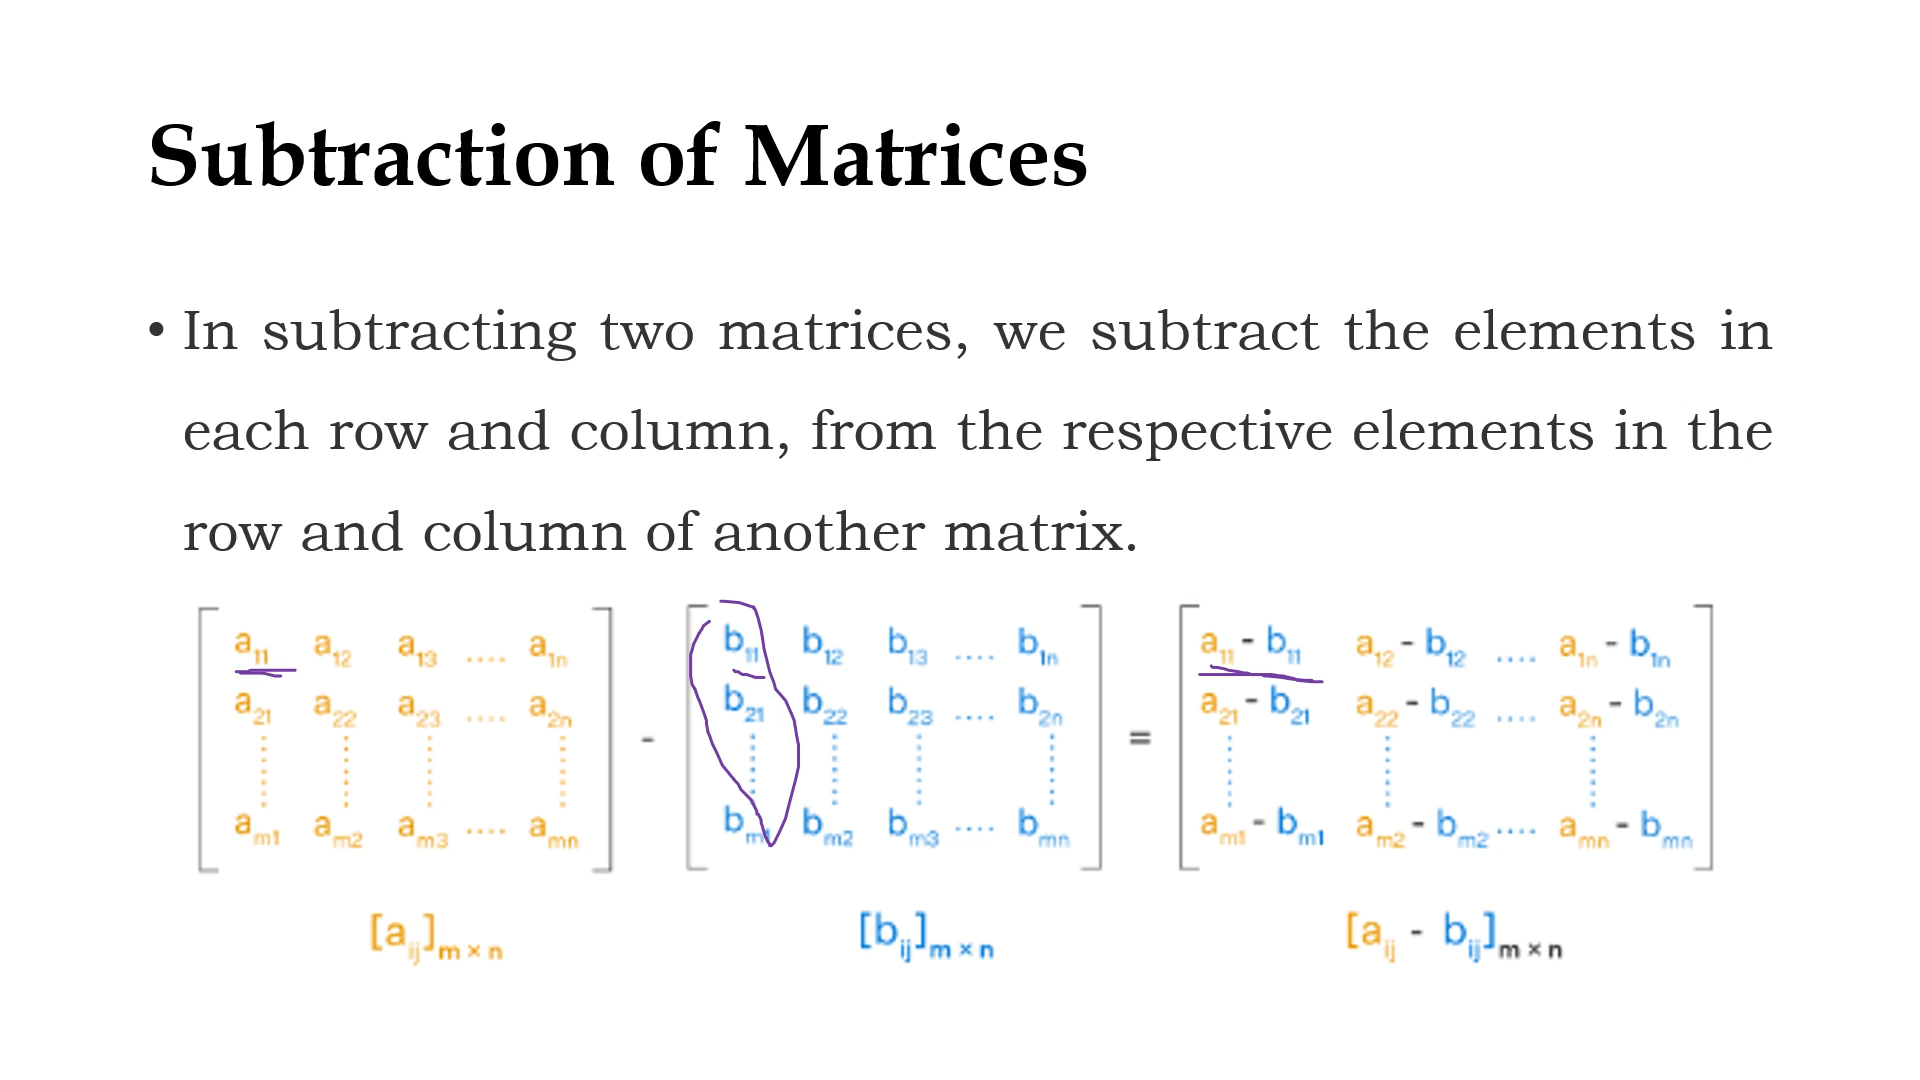 Subtraction of Matrices
• In subtracting two matrices, we subtract the elements in
each row and column, from the respective elements in the
row and column of another matrix.
a11 a12 a13 .... a1n b11 b12 b13 .... b1n a11 - b11 a12 - b12 .... a1n - b1n
a21 a22 a23 .... a2n b21 b22 b23 .... b2n a21 - b21 a22 - b22 .... a2n - b2n
- =
am1 am2 am3 .... amn bm1 bm2 bm3 .... bmn am1 - bm1 am2 - bm2 .... amn - bmn
[aij]m × n [bij]m × n [aij - bij]m × n